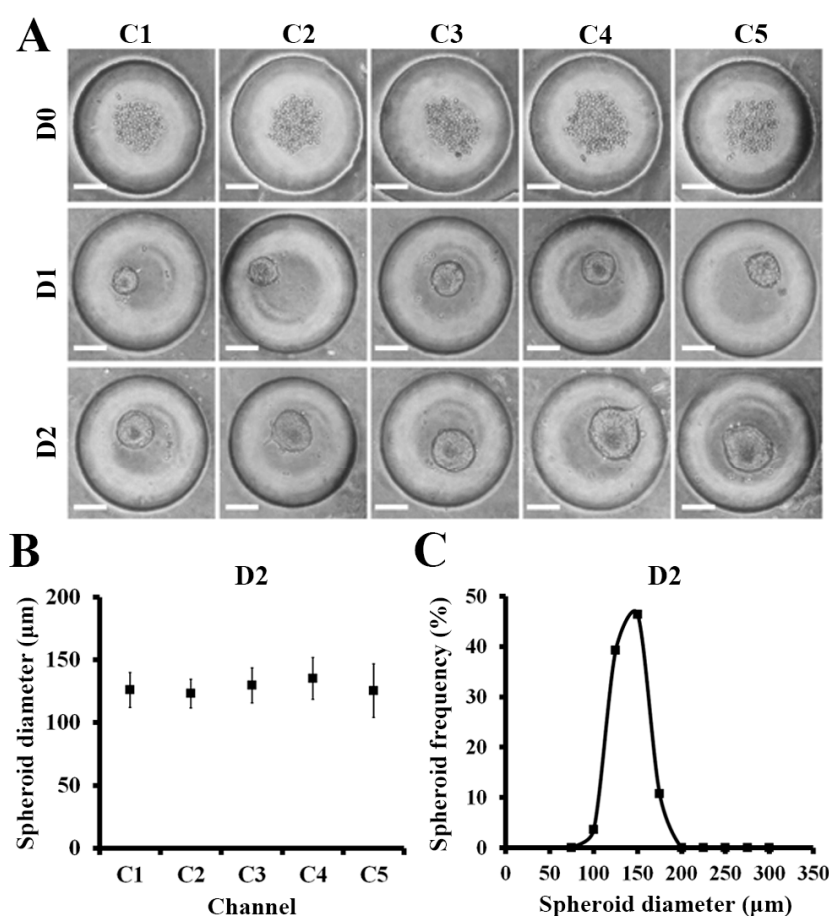 A
C1 C2 C3 C4 C5
D0
D1
D2
B
D2
Spheroid diameter (µm)
200
150
100
50
0
C1 C2 C3 C4 C5
Channel
C
D2
Spheroid frequency (%)
50
40
30
20
10
0
0 50 100 150 200 250 300 350
Spheroid diameter (µm)